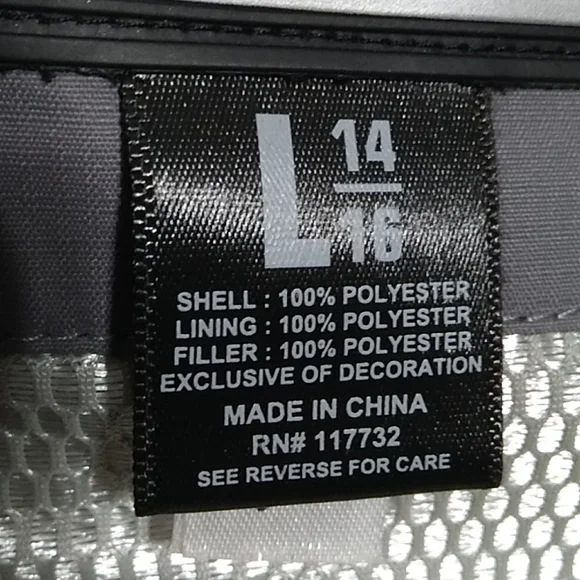 L 14
16
SHELL : 100% POLYESTER
LINING : 100% POLYESTER
FILLER : 100% POLYESTER
EXCLUSIVE OF DECORATION
MADE IN CHINA
RN# 117732
SEE REVERSE FOR CARE